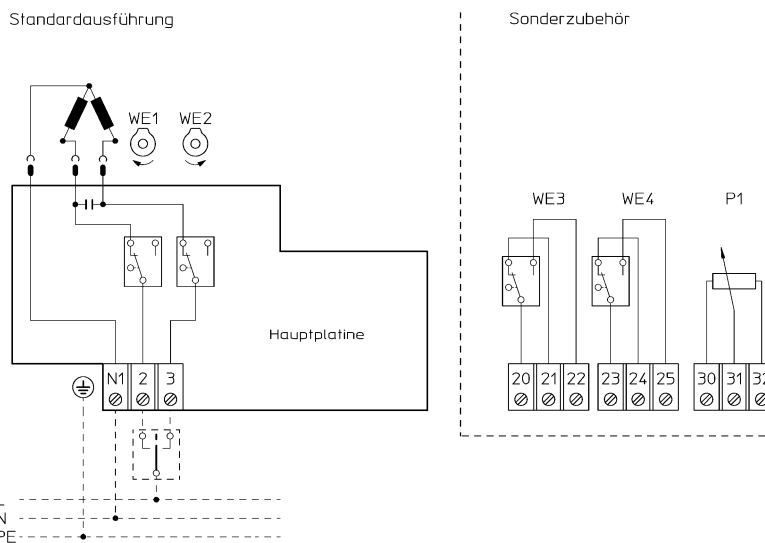 Standardausführung
Sonderzubehör
WE1 WE2
WE3 WE4 P1
Hauptplatine
N1 2 3
20 21 22 23 24 25 30 31 32
N
PE